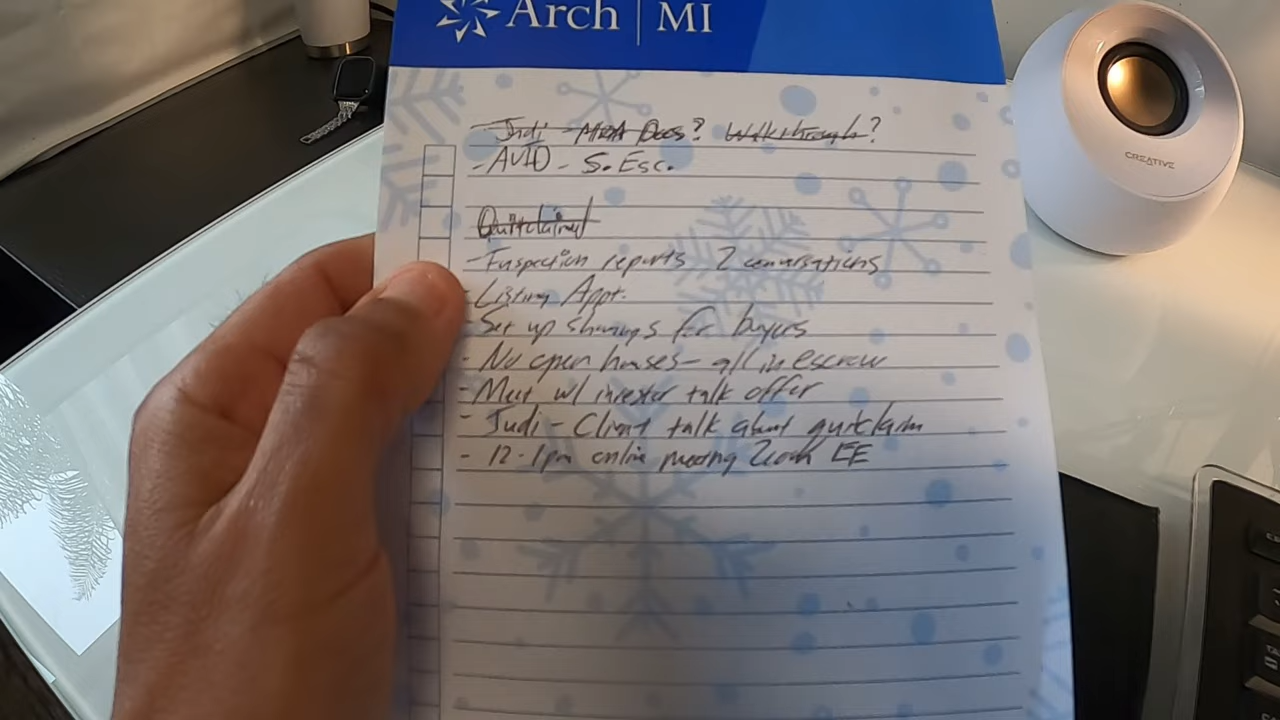 Arch | MI
- Judi - Docs? Walkthrough?
- AVID - S. Esc.
Quitclaimed
- Inspection reports 2 conversations
- Listing Appt.
- Set up showings for buyers
- No open houses - all in escrow
- Meet w/ investor talk offer
- Judi - Client talk about quitclaim
- 12-1pm online meeting Zoom EE
CREATIVE